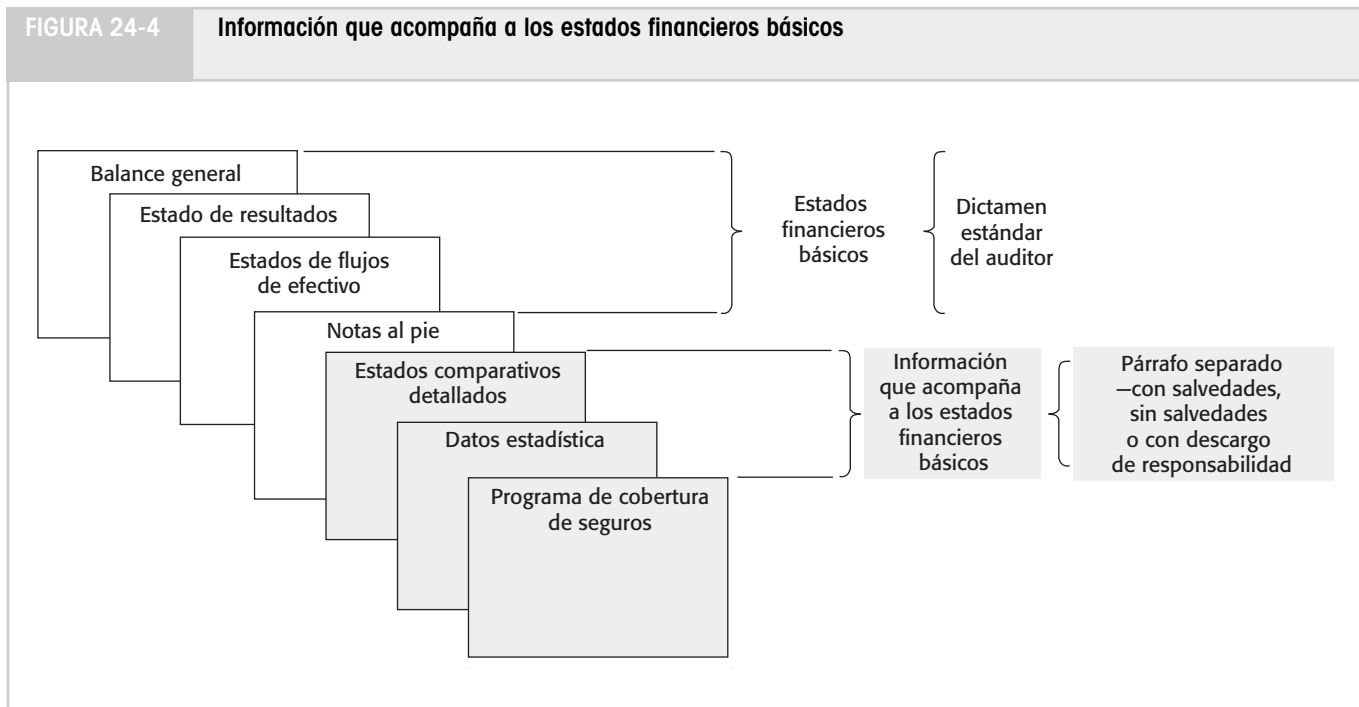 FIGURA 24-4
Información que acompaña a los estados financieros básicos
Balance general
Estado de resultados
Estados de flujos
de efectivo
Notas al pie
Estados comparativos
detallados
Datos estadística
Programa de cobertura
de seguros
Estados
financieros
básicos
Dictamen
estándar
del auditor
Información
que acompaña
a los estados
financieros
básicos
Párrafo separado
—con salvedades,
sin salvedades
o con descargo
de responsabilidad